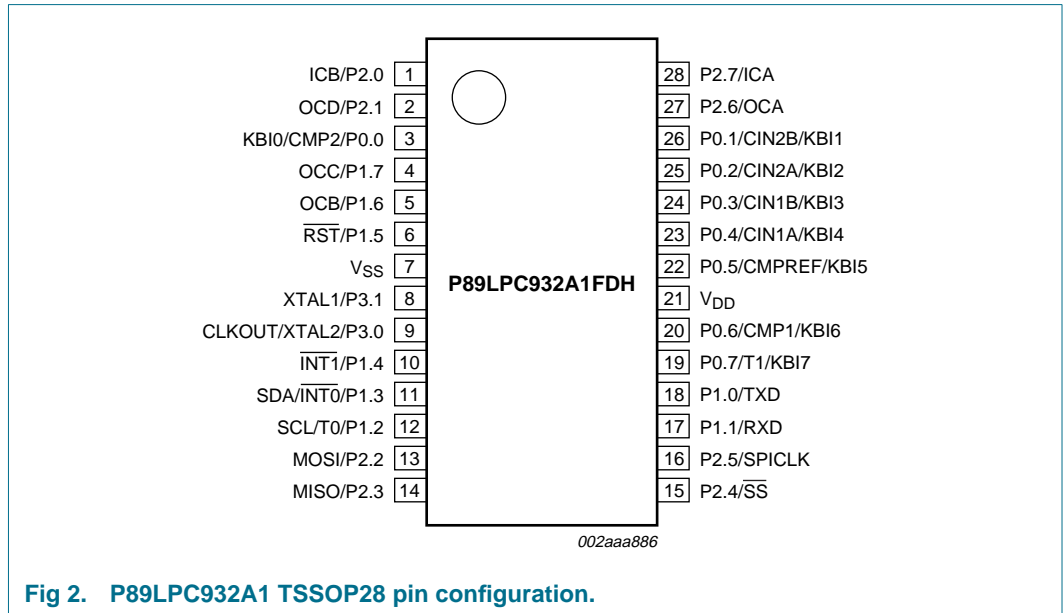 ICB/P2.0 1
OCD/P2.1 2
KBI0/CMP2/P0.0 3
OCC/P1.7 4
OCB/P1.6 5
R̅S̅T̅/P1.5 6
VSS 7
XTAL1/P3.1 8
CLKOUT/XTAL2/P3.0 9
I̅N̅T̅1̅/P1.4 10
SDA/I̅N̅T̅0̅/P1.3 11
SCL/T0/P1.2 12
MOSI/P2.2 13
MISO/P2.3 14
P89LPC932A1FDH
28 P2.7/ICA
27 P2.6/OCA
26 P0.1/CIN2B/KBI1
25 P0.2/CIN2A/KBI2
24 P0.3/CIN1B/KBI3
23 P0.4/CIN1A/KBI4
22 P0.5/CMPREF/KBI5
21 VDD
20 P0.6/CMP1/KBI6
19 P0.7/T1/KBI7
18 P1.0/TXD
17 P1.1/RXD
16 P2.5/SPICLK
15 P2.4/S̅S̅
002aaa886
Fig 2. P89LPC932A1 TSSOP28 pin configuration.